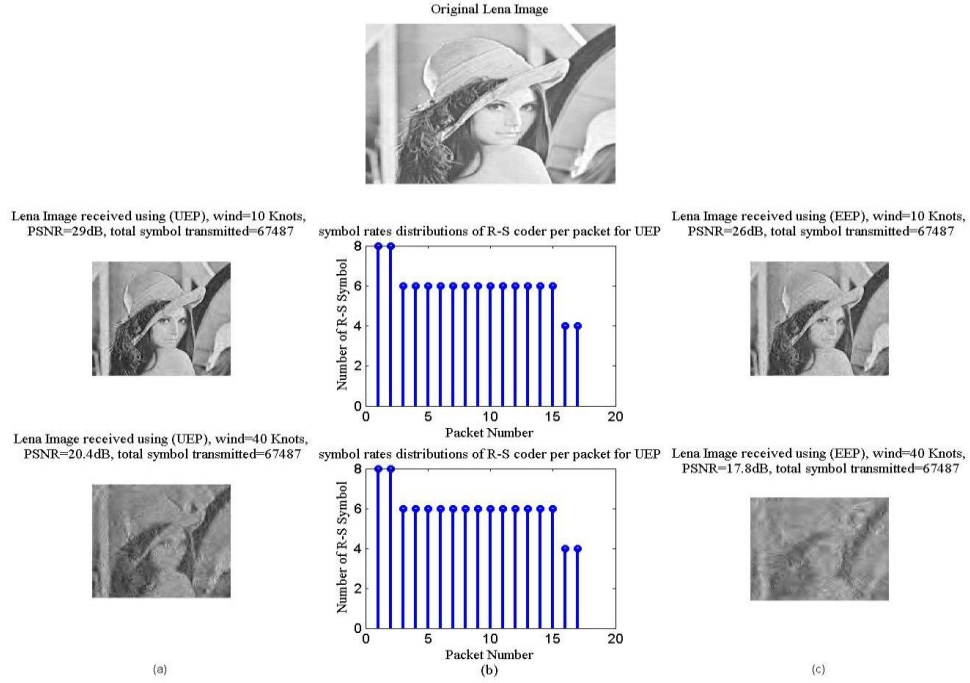 Original Lena Image
Lena Image received using (UEP), wind=10 Knots,
PSNR=29dB, total symbol transmitted=67487
symbol rates distributions of R-S coder per packet for UEP
8
6
4
2
0
Number of R-S Symbol
0 5 10 15 20
Packet Number
Lena Image received using (EEP), wind=10 Knots,
PSNR=26dB, total symbol transmitted=67487
Lena Image received using (UEP), wind=40 Knots,
PSNR=20.4dB, total symbol transmitted=67487
symbol rates distributions of R-S coder per packet for UEP
8
6
4
2
0
Number of R-S Symbol
0 5 10 15 20
Packet Number
Lena Image received using (EEP), wind=40 Knots,
PSNR=17.8dB, total symbol transmitted=67487
(a)
(b)
(c)